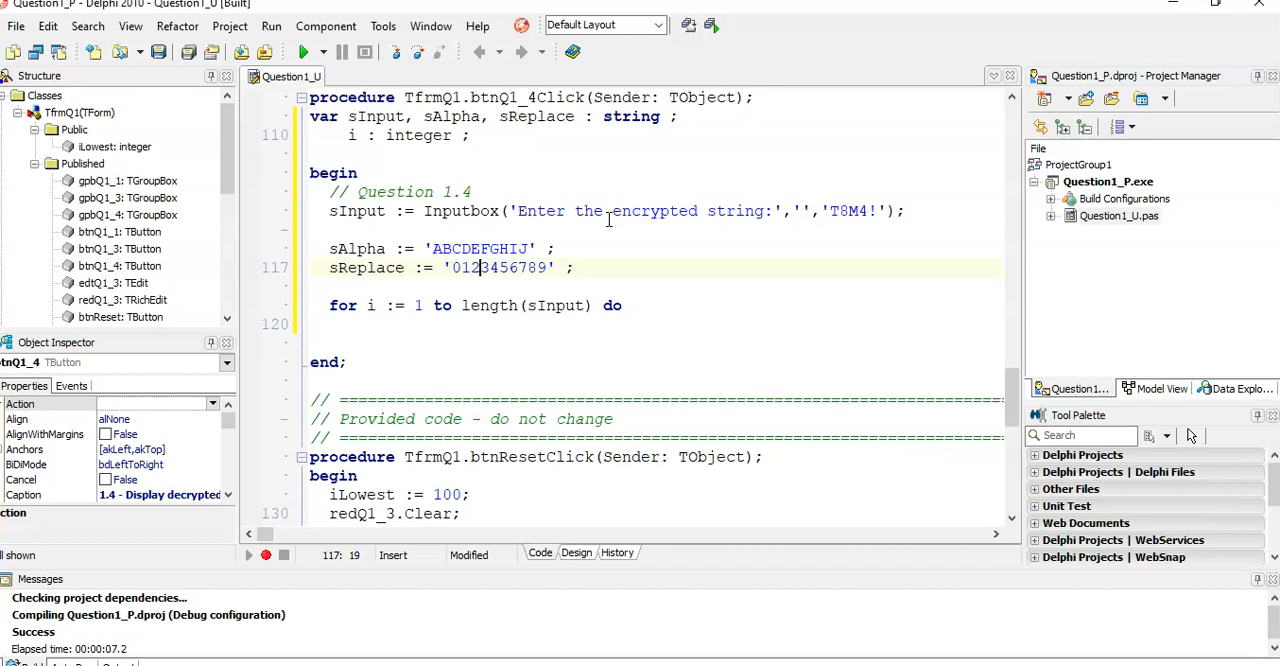 Question1_P - Delphi 2010 - Question1_U [Built]
File Edit Search View Refactor Project Run Component Tools Window Help Default Layout
Structure
Question1_U
Question1_P.dproj - Project Manager
Classes
TfrmQ1(TForm)
Public
iLowest: integer
Published
gpbQ1_1: TGroupBox
gpbQ1_3: TGroupBox
gpbQ1_4: TGroupBox
btnQ1_1: TButton
btnQ1_3: TButton
btnQ1_4: TButton
edtQ1_3: TEdit
redQ1_3: TRichEdit
btnReset: TButton
Object Inspector
tnQ1_4 TButton
Properties Events
Action
Align alNone
AlignWithMargins False
Anchors [akLeft,akTop]
BiDiMode bdLeftToRight
Cancel False
Caption 1.4 - Display decrypted
ction
ll shown
procedure TfrmQ1.btnQ1_4Click(Sender: TObject);
var sInput, sAlpha, sReplace : string ;
110 i : integer ;
begin
// Question 1.4
sInput := Inputbox('Enter the encrypted string:','','T8M4!');
sAlpha := 'ABCDEFGHIJ' ;
117 sReplace := '0123456789' ;
for i := 1 to length(sInput) do
120
end;
// ======================================================================
// Provided code - do not change
// ======================================================================
procedure TfrmQ1.btnResetClick(Sender: TObject);
begin
iLowest := 100;
130 redQ1_3.Clear;
117: 19 Insert Modified Code Design History
File
ProjectGroup1
Question1_P.exe
Build Configurations
Question1_U.pas
Question1... Model View Data Explo...
Tool Palette
Search
Delphi Projects
Delphi Projects | Delphi Files
Other Files
Unit Test
Web Documents
Delphi Projects | WebServices
Delphi Projects | WebSnap
Messages
Checking project dependencies...
Compiling Question1_P.dproj (Debug configuration)
Success
Elapsed time: 00:00:07.2